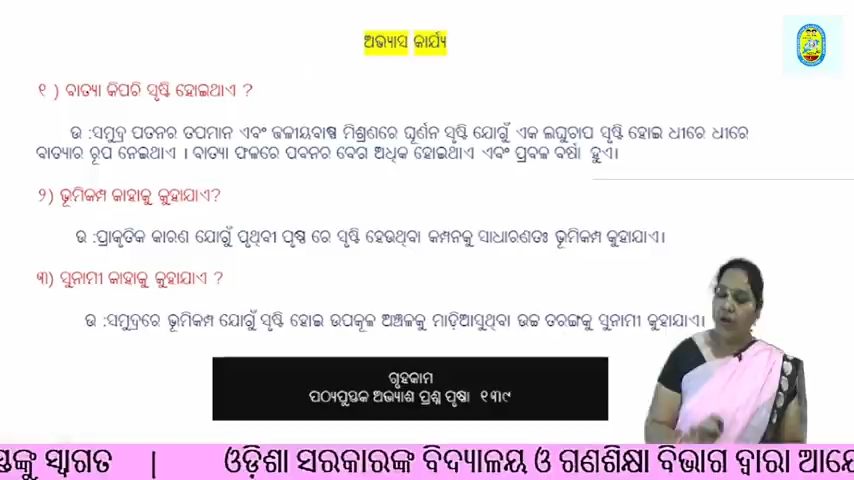 ଅଭ୍ୟାସ କାର୍ଯ୍ୟ
୧ ) ବାତ୍ୟା କିପରି ସୃଷ୍ଟି ହୋଇଥାଏ ?
ଉ :ସମୁଦ୍ର ପତନର ତପମାନ ଏବଂ ଜଳୀୟବାଷ୍ପ ମିଶ୍ରଣରେ ଘୂର୍ଣନ ସୃଷ୍ଟି ଯୋଗୁଁ ଏକ ଲଘୁଚାପ ସୃଷ୍ଟି ହୋଇ ଧୀରେ ଧୀରେ
ବାତ୍ୟାର ରୂପ ନେଇଥାଏ । ବାତ୍ୟା ଫଳରେ ପବନର ବେଗ ଅଧିକ ହୋଇଥାଏ ଏବଂ ପ୍ରବଳ ବର୍ଷା ହୁଏ।
୨) ଭୂମିକମ୍ପ କାହାକୁ କୁହାଯାଏ?
ଉ :ପ୍ରାକୃତିକ କାରଣ ଯୋଗୁଁ ପୃଥିବୀ ପୃଷ୍ଠ ରେ ସୃଷ୍ଟି ହେଉଥିବା କମ୍ପନକୁ ସାଧାରଣତଃ ଭୂମିକମ୍ପ କୁହାଯାଏ।
୩) ସୁନାମୀ କାହାକୁ କୁହାଯାଏ ?
ଉ :ସମୁଦ୍ରରେ ଭୂମିକମ୍ପ ଯୋଗୁଁ ସୃଷ୍ଟି ହୋଇ ଉପକୂଳ ଅଞ୍ଚଳକୁ ମାଡ଼ିଆସୁଥିବା ଉଚ୍ଚ ତରଙ୍ଗକୁ ସୁନାମୀ କୁହାଯାଏ।
ଗୃହକାମ
ପଠ୍ୟପୁସ୍ତକ ଅଭ୍ୟାଶ ପ୍ରଶ୍ନ ପୃଷ୍ଠା ୧୩୯
ସ୍ୱାଗତ | ଓଡ଼ିଶା ସରକାରଙ୍କ ବିଦ୍ୟାଳୟ ଓ ଗଣଶିକ୍ଷା ବିଭାଗ ଦ୍ୱାରା